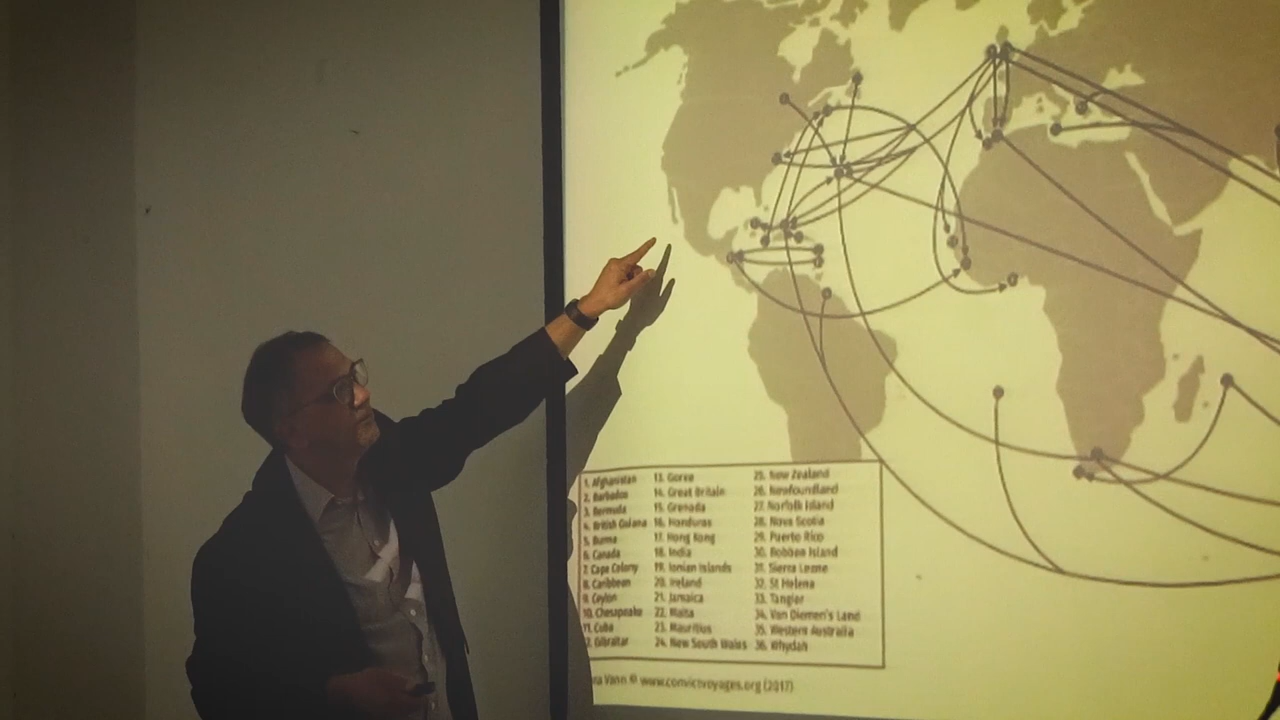 1. Afghanistan
2. Barbados
3. Bermuda
4. British Guiana
5. Burma
6. Canada
7. Cape Colony
8. Caribbean
9. Ceylon
10. Chesapeake
11. Cuba
12. Gibraltar
13. Goree
14. Great Britain
15. Grenada
16. Honduras
17. Hong Kong
18. India
19. Ionian Islands
20. Ireland
21. Jamaica
22. Malta
23. Mauritius
24. New South Wales
25. New Zealand
26. Newfoundland
27. Norfolk Island
28. Nova Scotia
29. Puerto Rico
30. Robben Island
31. Sierra Leone
32. St Helena
33. Tangier
34. Van Diemen's Land
35. Western Australia
36. Whydah
Vann © www.convictvoyages.org (2017)